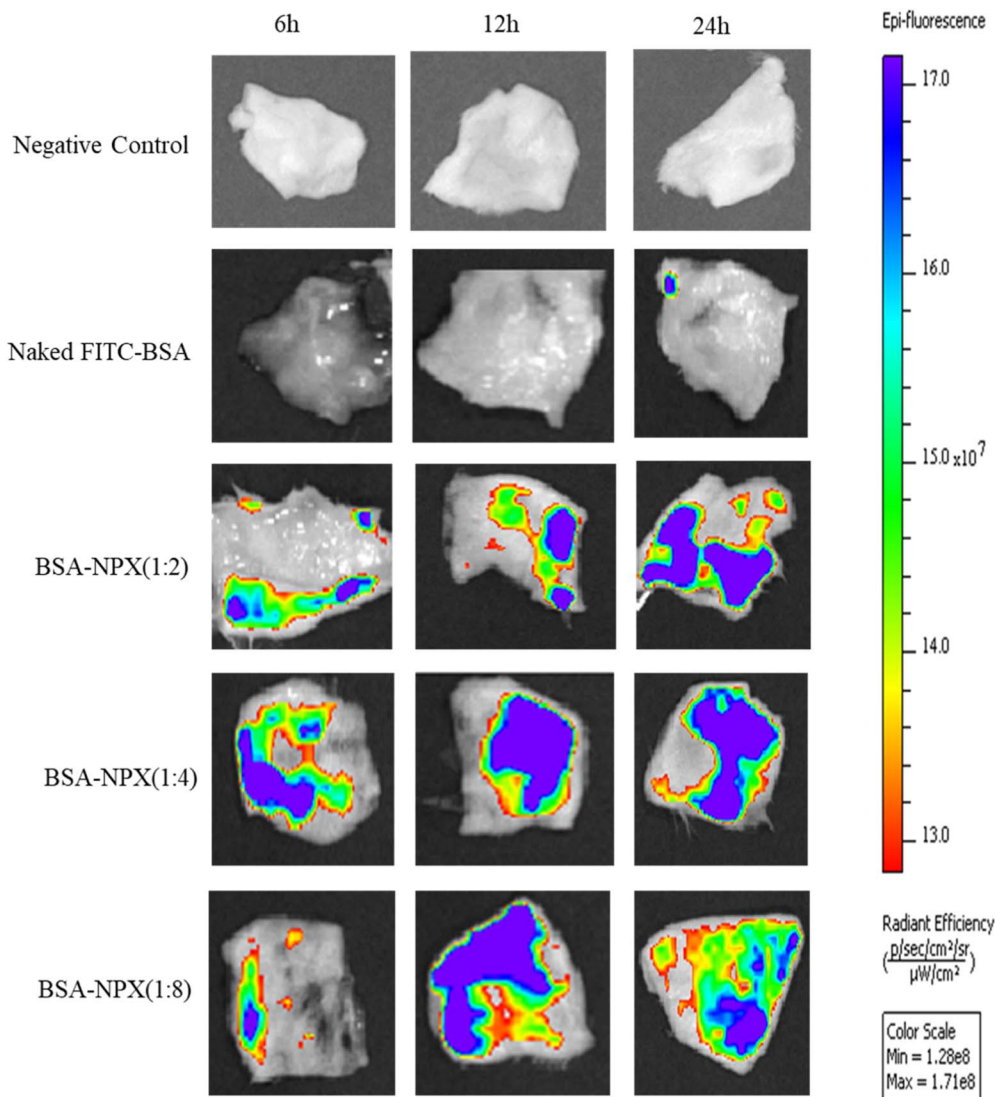 6h
12h
24h
Epi-fluorescence
Negative Control
Naked FITC-BSA
BSA-NPX(1:2)
BSA-NPX(1:4)
BSA-NPX(1:8)
17.0
16.0
15.0 x10⁷
14.0
13.0
Radiant Efficiency
(p/sec/cm²/sr
µW/cm²)
Color Scale
Min = 1.28e8
Max = 1.71e8